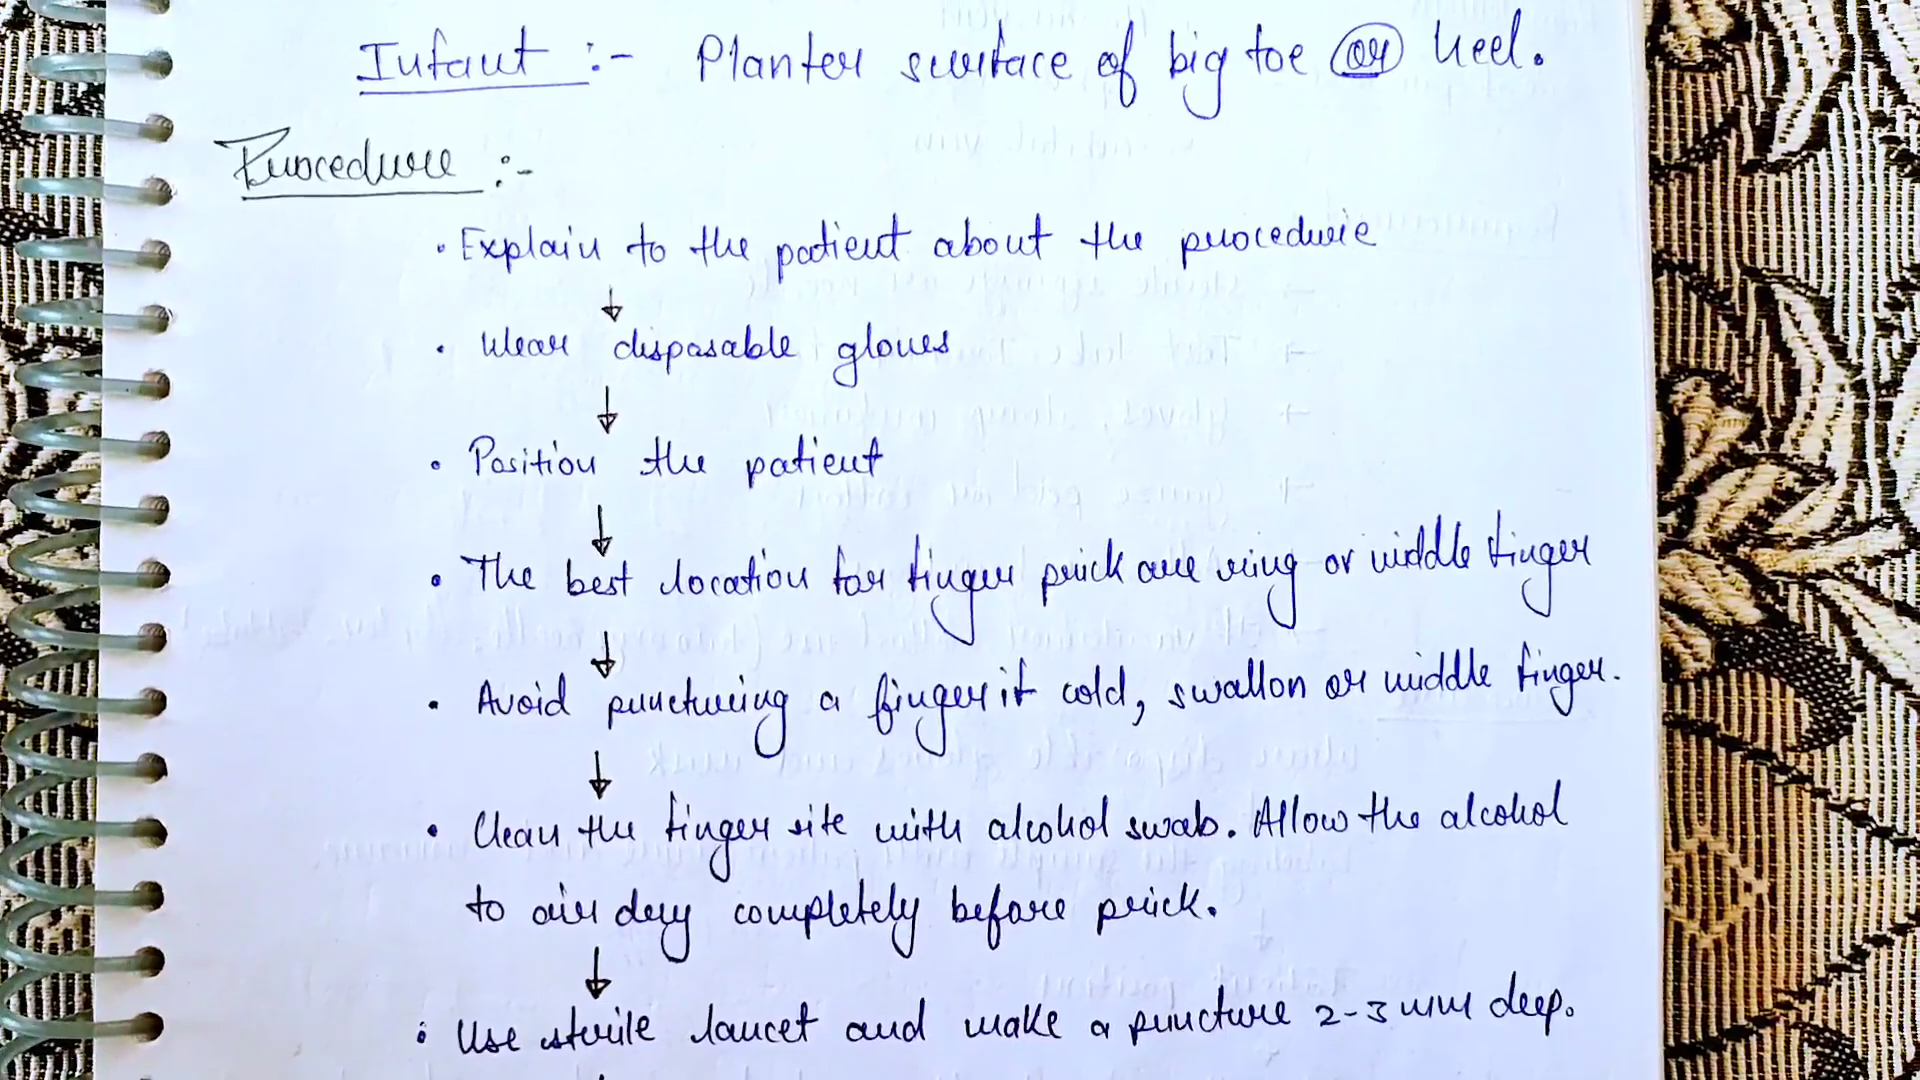 Infant :- Planter surface of big toe or heel.
Procedure :-
• Explain to the patient about the procedure
↓
• Wear disposable gloves
↓
• Position the patient
↓
• The best location for finger prick are ring or middle finger
↓
• Avoid puncturing a finger if cold, swallon or middle finger.
↓
• Clean the finger site with alcohol swab. Allow the alcohol
to air dry completely before prick.
↓
• Use sterile lancet and make a puncture 2-3 mm deep.